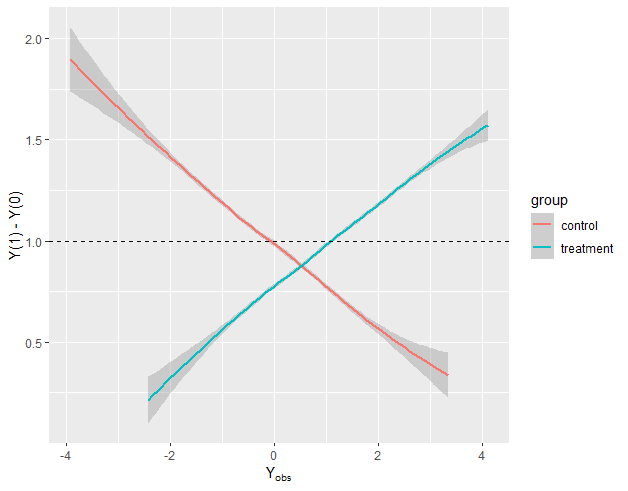 2.0
1.5
1.0
0.5
Y(1) - Y(0)
-4 -2 0 2 4
Yobs
group
control
treatment